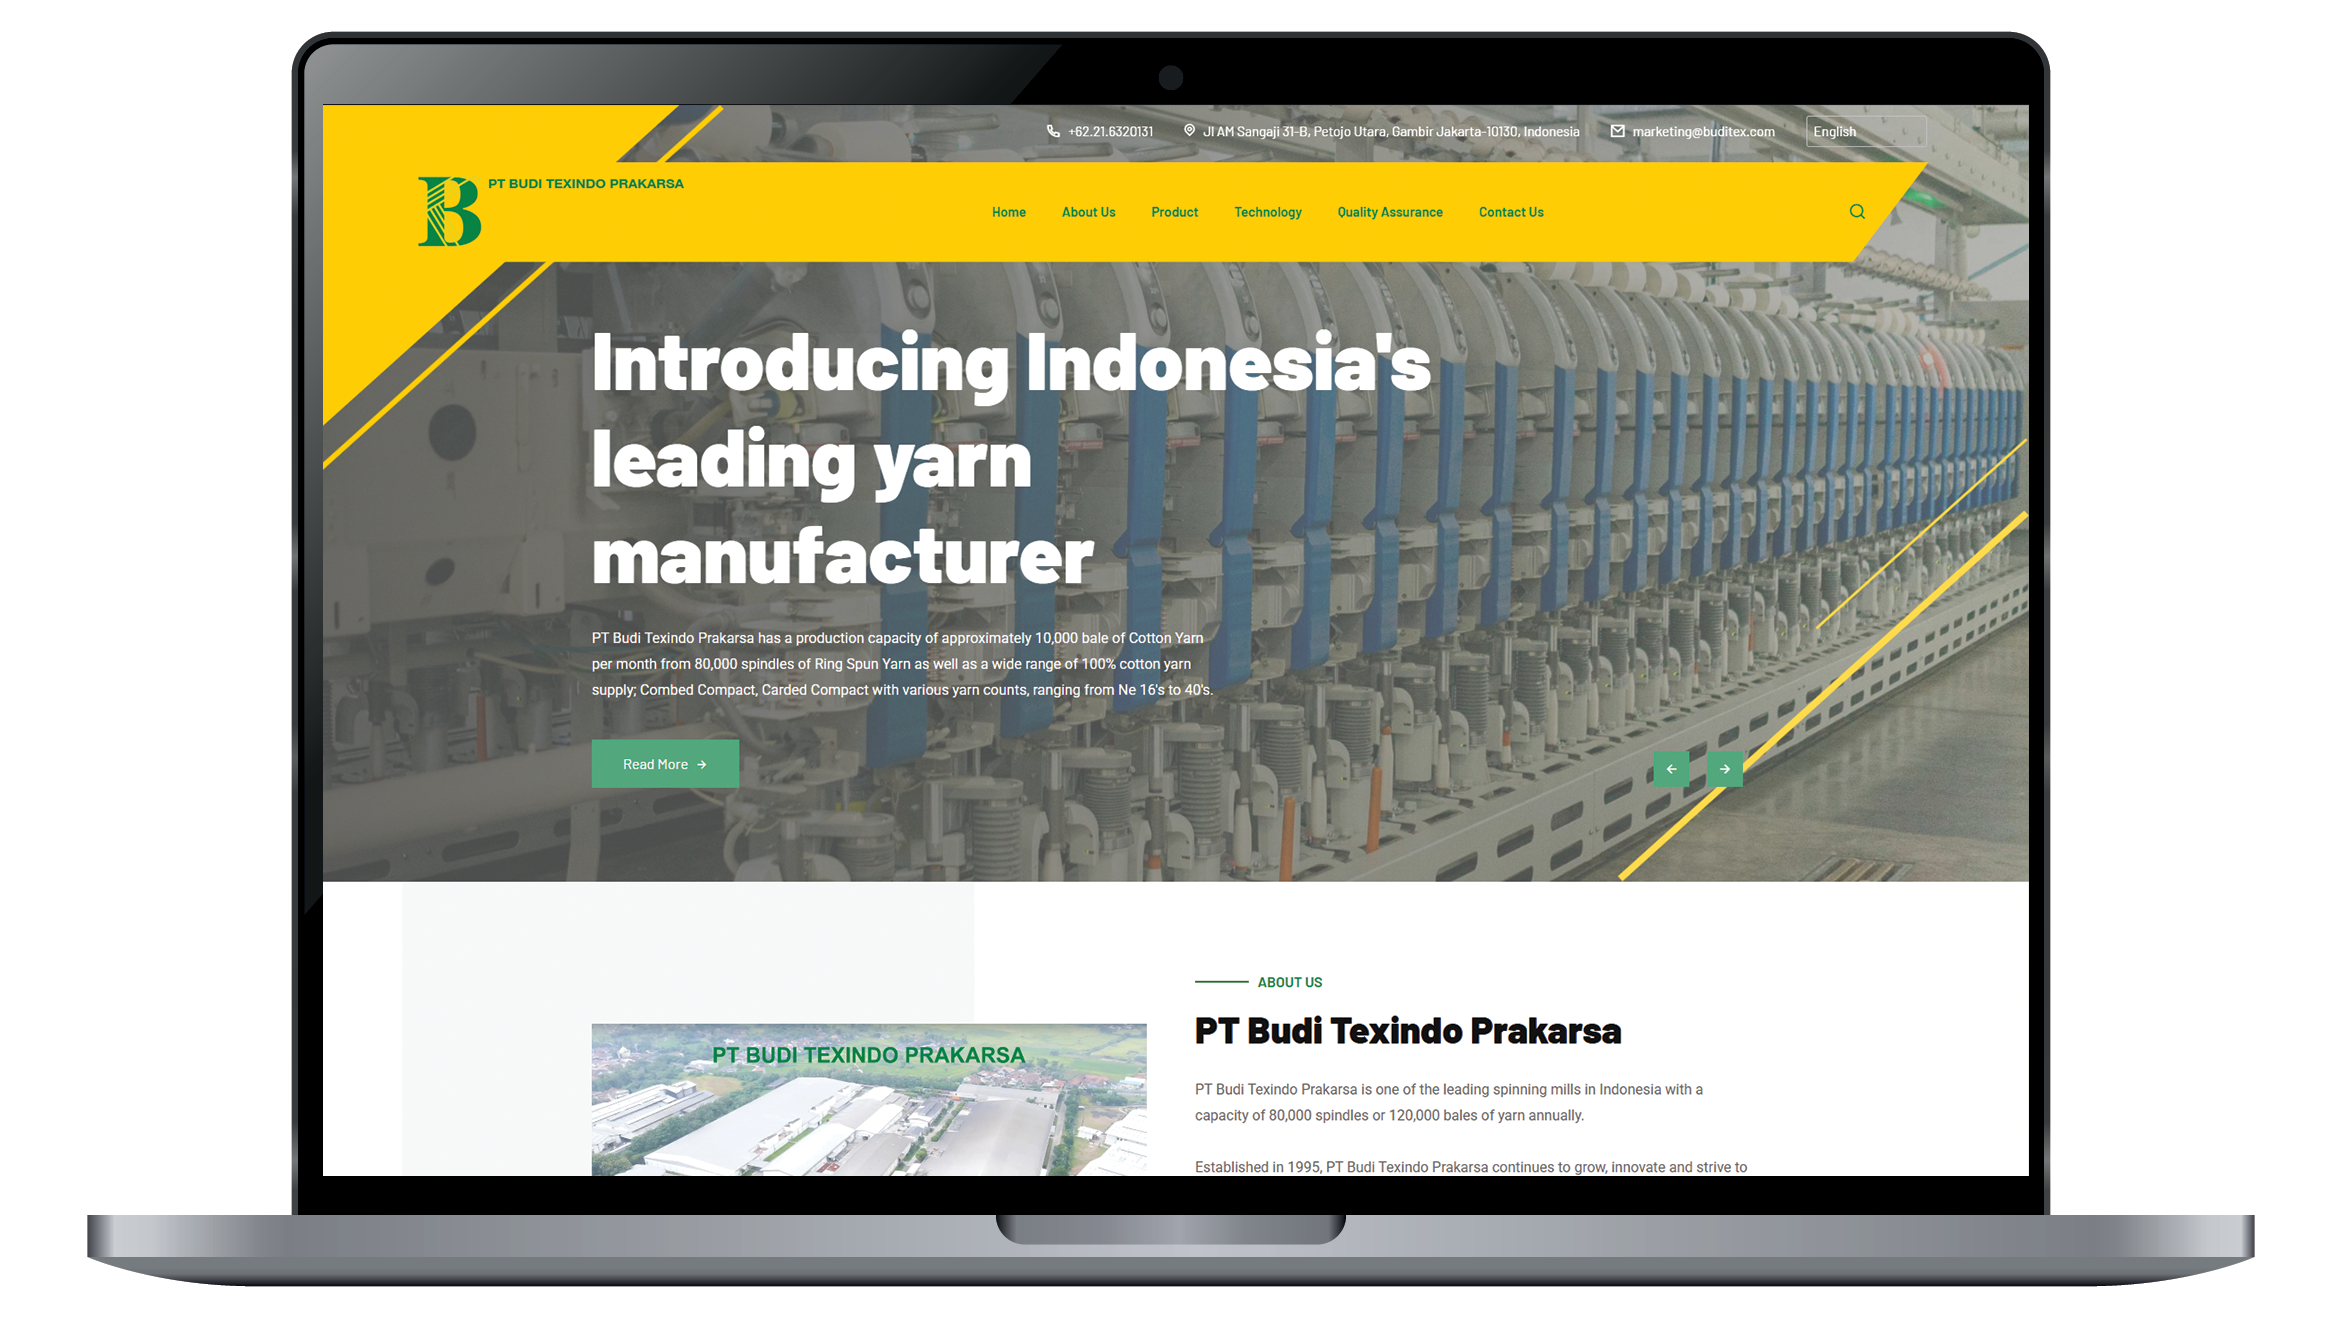 +62.21.6320131
Jl AM Sangaji 31-B, Petojo Utara, Gambir Jakarta-10130, Indonesia
marketing@buditex.com
English
B
PT BUDI TEXINDO PRAKARSA
Home
About Us
Product
Technology
Quality Assurance
Contact Us
Introducing Indonesia's
leading yarn
manufacturer
PT Budi Texindo Prakarsa has a production capacity of approximately 10,000 bale of Cotton Yarn
per month from 80,000 spindles of Ring Spun Yarn as well as a wide range of 100% cotton yarn
supply; Combed Compact, Carded Compact with various yarn counts, ranging from Ne 16's to 40's.
Read More
ABOUT US
PT Budi Texindo Prakarsa
PT BUDI TEXINDO PRAKARSA
PT Budi Texindo Prakarsa is one of the leading spinning mills in Indonesia with a
capacity of 80,000 spindles or 120,000 bales of yarn annually.
Established in 1995, PT Budi Texindo Prakarsa continues to grow, innovate and strive to